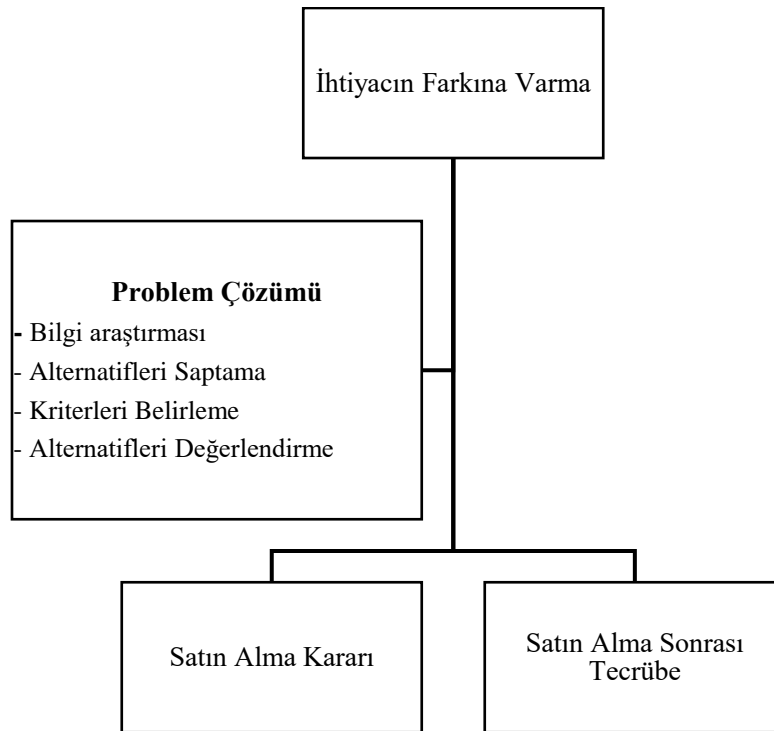 İhtiyacın Farkına Varma
Problem Çözümü
- Bilgi araştırması
- Alternatifleri Saptama
- Kriterleri Belirleme
- Alternatifleri Değerlendirme
Satın Alma Kararı
Satın Alma Sonrası
Tecrübe